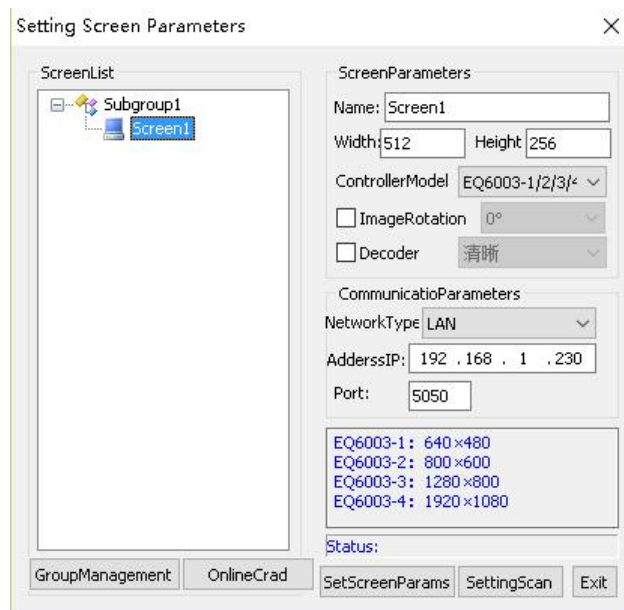 Setting Screen Parameters
ScreenList
Subgroup1
Screen1
GroupManagement
OnlineCrad
ScreenParameters
Name: Screen1
Width: 512 Height 256
ControllerModel EQ6003-1/2/3/4
ImageRotation 0°
Decoder 清晰
CommunicatioParameters
NetworkType LAN
AdderssIP: 192 .168 . 1 .230
Port: 5050
EQ6003-1: 640×480
EQ6003-2: 800×600
EQ6003-3: 1280×800
EQ6003-4: 1920×1080
Status:
SetScreenParams SettingScan Exit